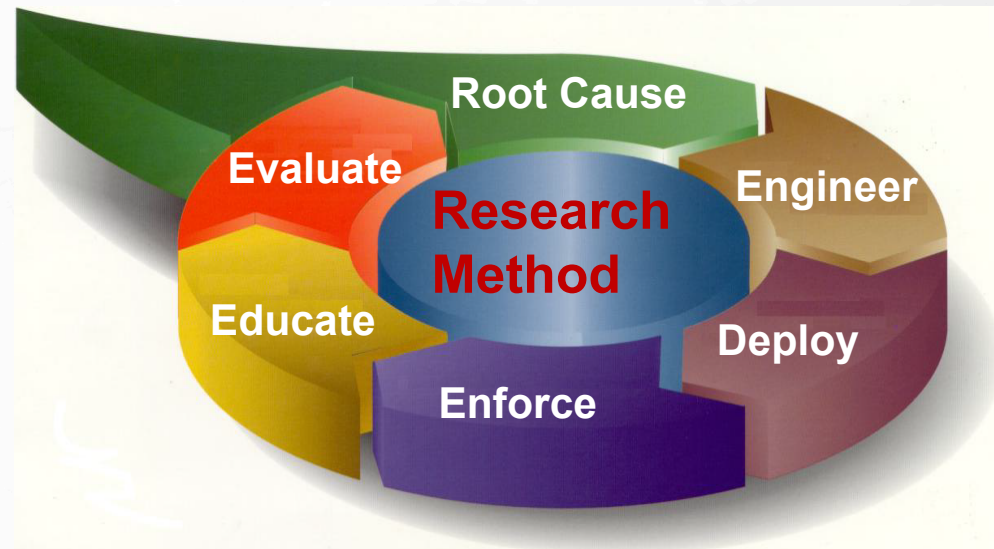 Root Cause
Engineer
Deploy
Enforce
Educate
Evaluate
Research
Method